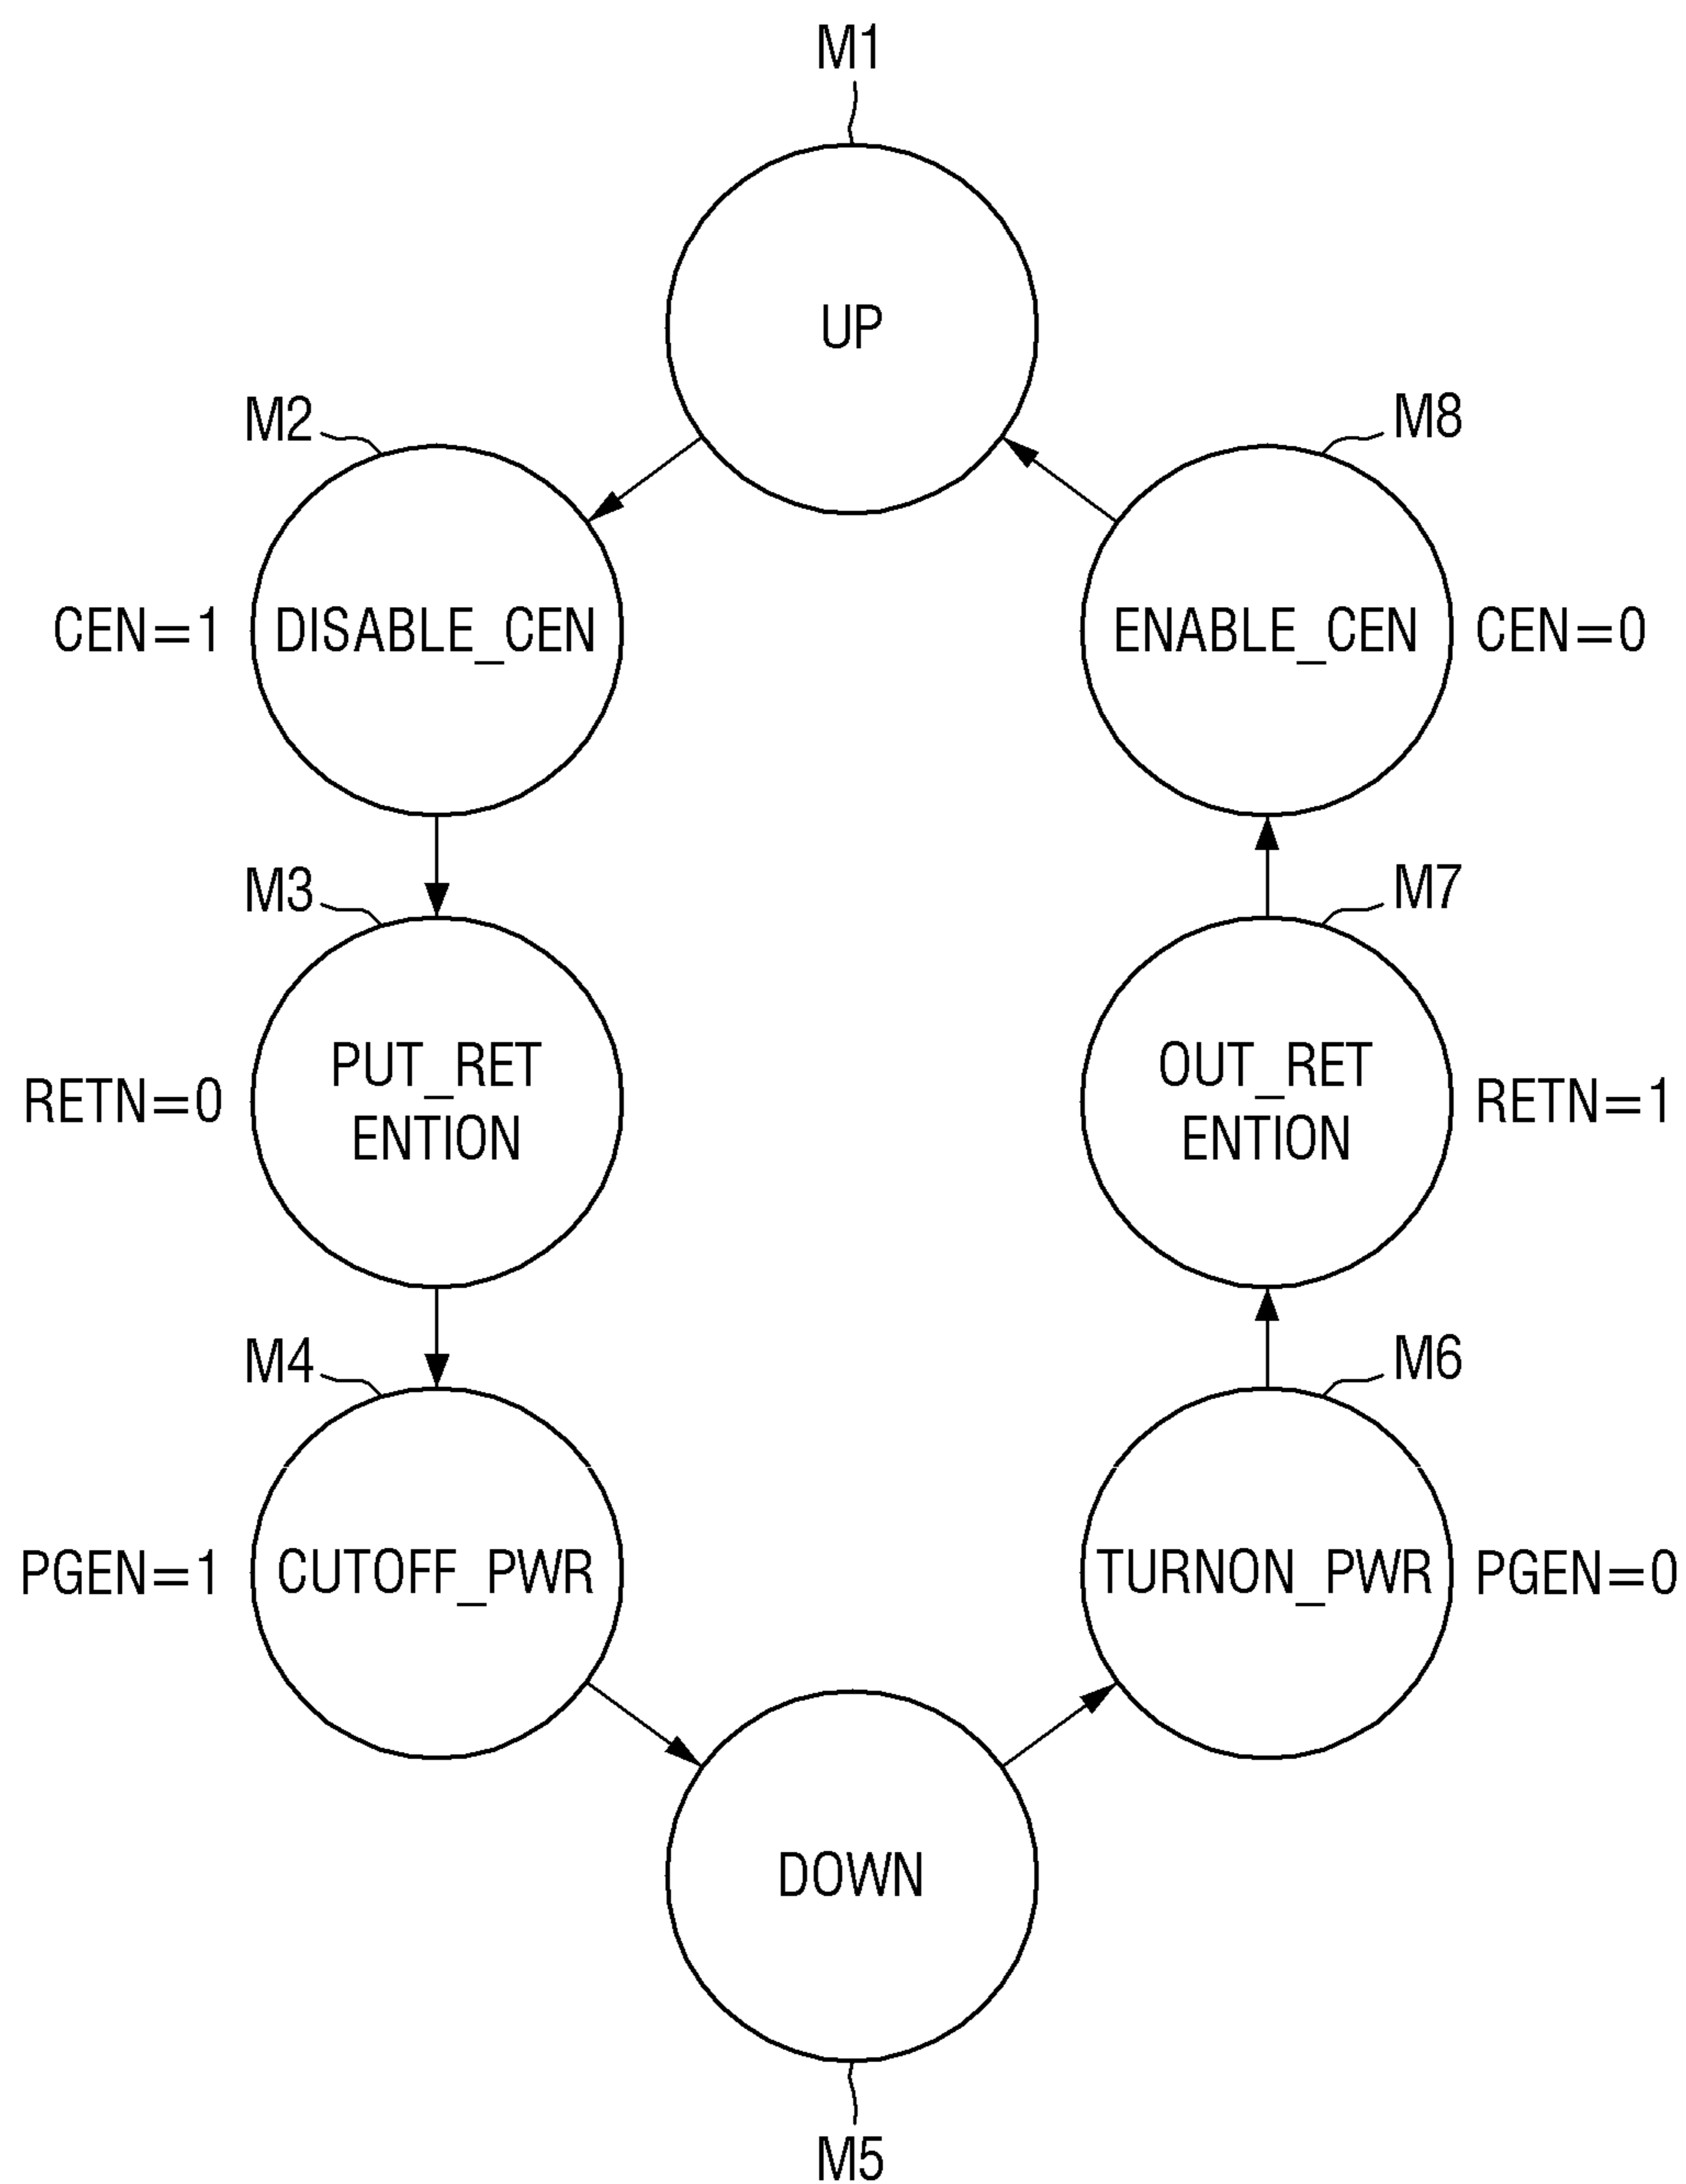 M1
UP
M2
M8
CEN=1
DISABLE_CEN
ENABLE_CEN
CEN=0
M3
M7
RETN=0
PUT_RET
ENTION
OUT_RET
ENTION
RETN=1
M4
M6
PGEN=1
CUTOFF_PWR
TURNON_PWR
PGEN=0
DOWN
M5